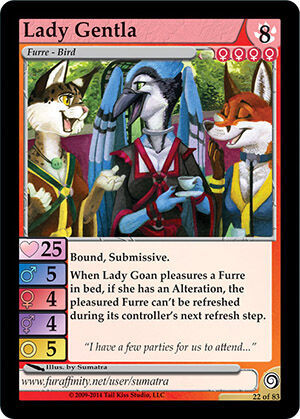 Lady Gentla
8
Furre - Bird
25
5
4
4
5
Bound, Submissive.
When Lady Goan pleasures a Furre
in bed, if she has an Alteration, the
pleasured Furre can't be refreshed
during its controller's next refresh step.
"I have a few parties for us to attend..."
Illus. by Sumatra
www.furaffinity.net/user/sumatra
22 of 83
© 2009-2014 Tall Kiss Studio, LLC